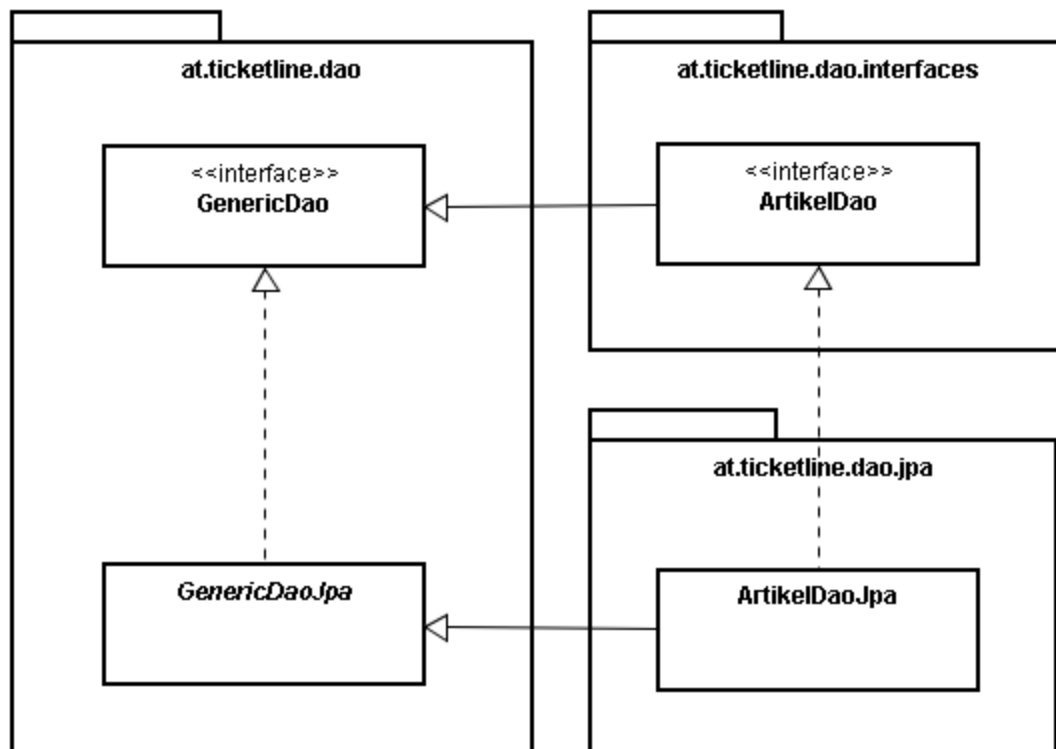 at.ticketline.dao
<<interface>>
GenericDao
GenericDaoJpa
at.ticketline.dao.interfaces
<<interface>>
ArtikelDao
at.ticketline.dao.jpa
ArtikelDaoJpa